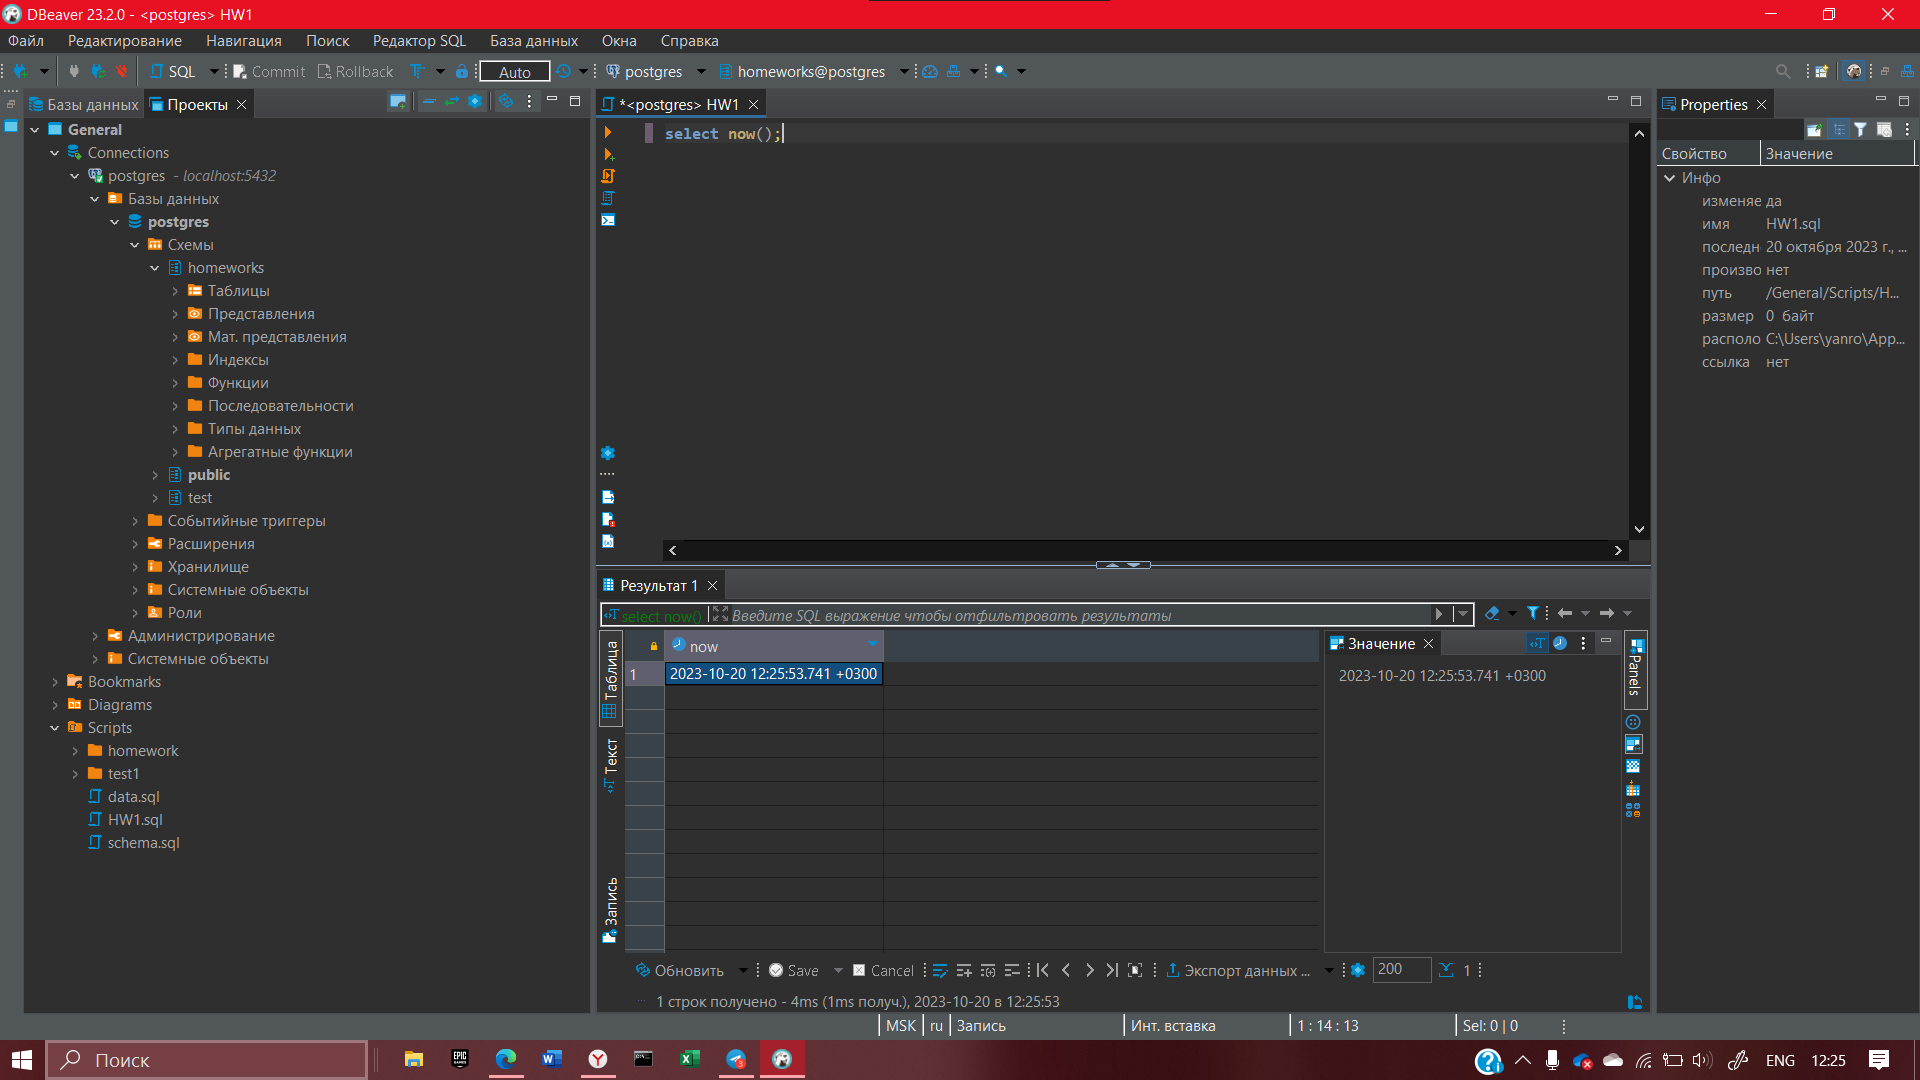 DBeaver 23.2.0 - <postgres> HW1
Файл Редактирование Навигация Поиск Редактор SQL База данных Окна Справка
SQL Commit Rollback Auto postgres homeworks@postgres
Базы данных Проекты
General
Connections
postgres - localhost:5432
Базы данных
postgres
Схемы
homeworks
Таблицы
Представления
Мат. представления
Индексы
Функции
Последовательности
Типы данных
Агрегатные функции
public
test
Событийные триггеры
Расширения
Хранилище
Системные объекты
Роли
Администрирование
Системные объекты
Bookmarks
Diagrams
Scripts
homework
test1
data.sql
HW1.sql
schema.sql
*<postgres> HW1
select now();
Результат 1
select now() Введите SQL выражение чтобы отфильтровать результаты
Таблица
Текст
Запись
now
1 2023-10-20 12:25:53.741 +0300
Значение
2023-10-20 12:25:53.741 +0300
Panels
Обновить Save Cancel Экспорт данных ... 200 1
1 строк получено - 4ms (1ms получ.), 2023-10-20 в 12:25:53
Properties
Свойство Значение
Инфо
изменяе да
имя HW1.sql
последн 20 октября 2023 г., ...
произво нет
путь /General/Scripts/H...
размер 0 байт
располо C:\Users\yanro\App...
ссылка нет
MSK ru Запись Инт. вставка 1 : 14 : 13 Sel: 0 | 0
Поиск
ENG 12:25